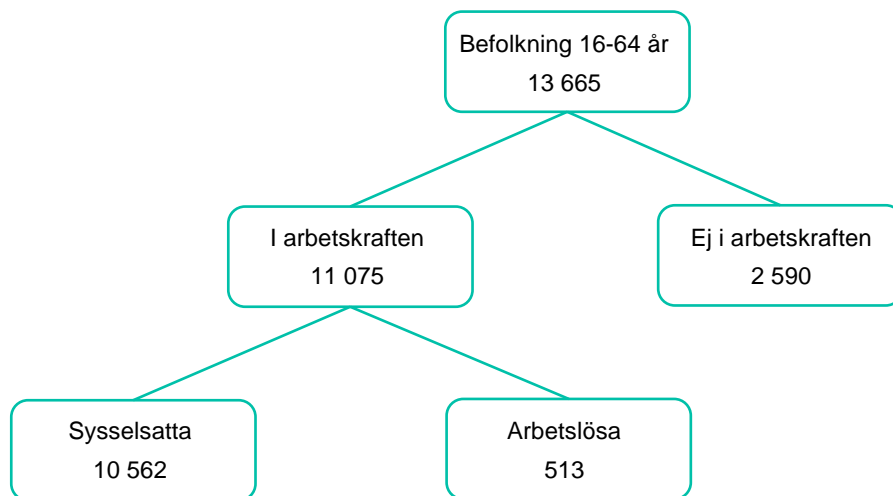 Befolkning 16-64 år
13 665
I arbetskraften
11 075
Ej i arbetskraften
2 590
Sysselsatta
10 562
Arbetslösa
513